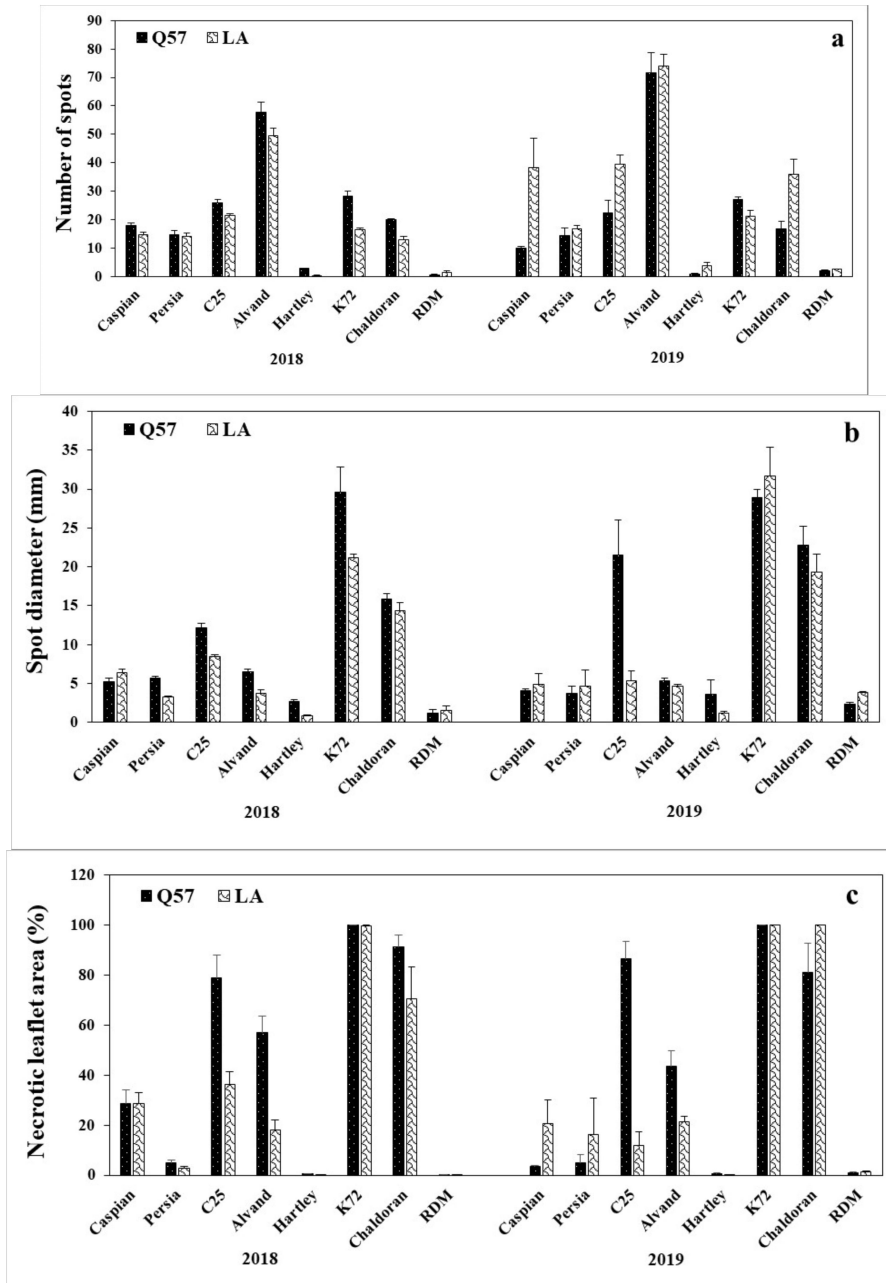 90
80
70
60
50
40
30
20
10
0
Number of spots
Q57 LA
a
Caspian Persia C25 Alvand Hartley K72 Chaldoran RDM Caspian Persia C25 Alvand Hartley K72 Chaldoran RDM
2018 2019
40
35
30
25
20
15
10
5
0
Spot diameter (mm)
Q57 LA
b
Caspian Persia C25 Alvand Hartley K72 Chaldoran RDM Caspian Persia C25 Alvand Hartley K72 Chaldoran RDM
2018 2019
120
100
80
60
40
20
0
Necrotic leaflet area (%)
Q57 LA
c
Caspian Persia C25 Alvand Hartley K72 Chaldoran RDM Caspian Persia C25 Alvand Hartley K72 Chaldoran RDM
2018 2019